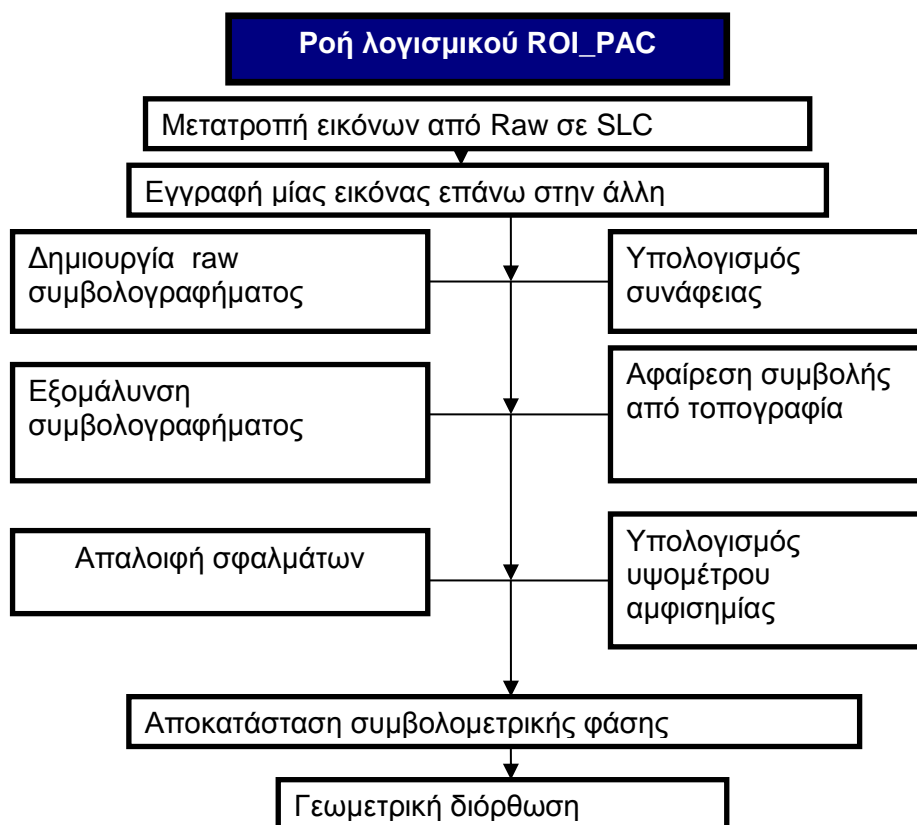 Ροή λογισμικού ROI_PAC
Μετατροπή εικόνων από Raw σε SLC
Εγγραφή μίας εικόνας επάνω στην άλλη
Δημιουργία raw
συμβολογραφήματος
Υπολογισμός
συνάφειας
Εξομάλυνση
συμβολογραφήματος
Αφαίρεση συμβολής
από τοπογραφία
Απαλοιφή σφαλμάτων
Υπολογισμός
υψομέτρου
αμφισημίας
Αποκατάσταση συμβολομετρικής φάσης
Γεωμετρική διόρθωση